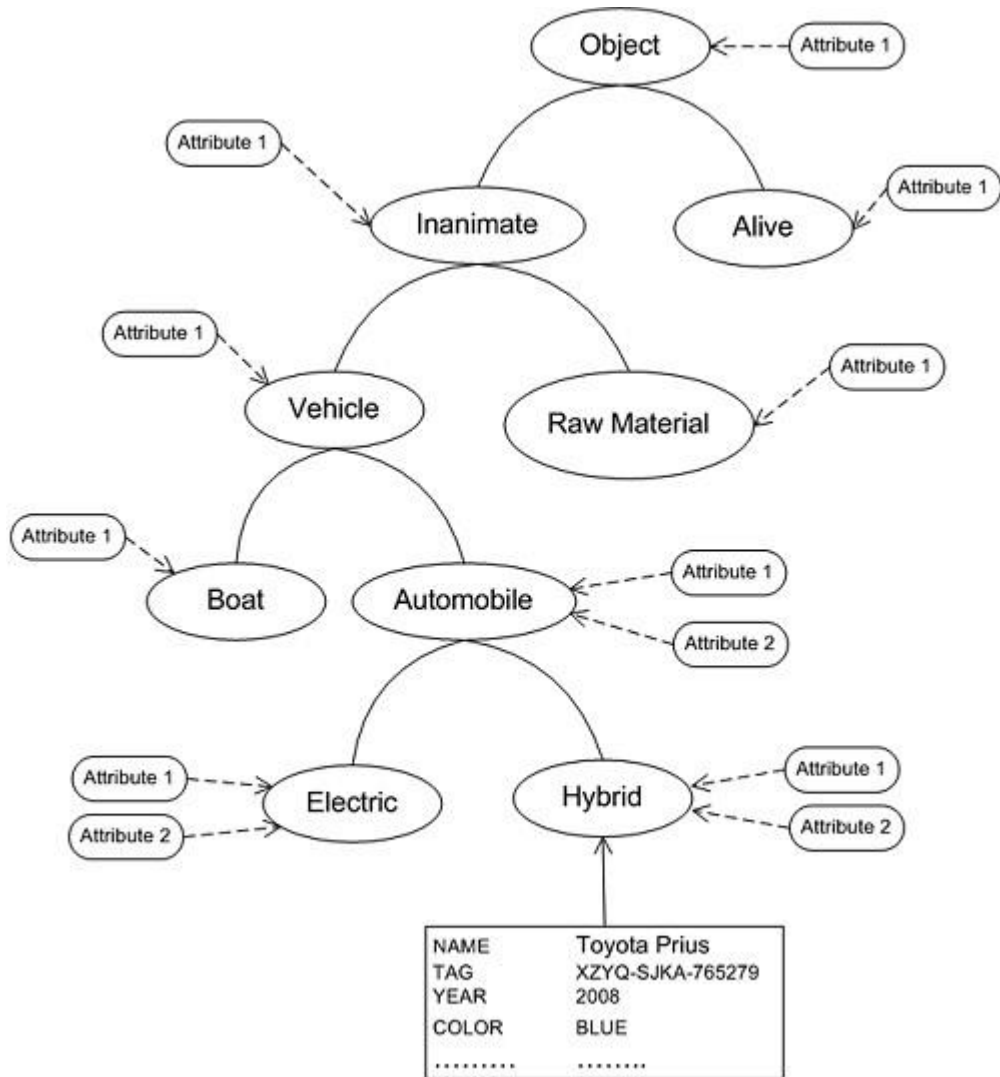 Object
Attribute 1
Attribute 1
Inanimate
Alive
Attribute 1
Attribute 1
Vehicle
Raw Material
Attribute 1
Attribute 1
Boat
Automobile
Attribute 1
Attribute 2
Attribute 1
Attribute 2
Electric
Hybrid
Attribute 1
Attribute 2
NAME Toyota Prius
TAG XZYQ-SJKA-765279
YEAR 2008
COLOR BLUE
......... ........